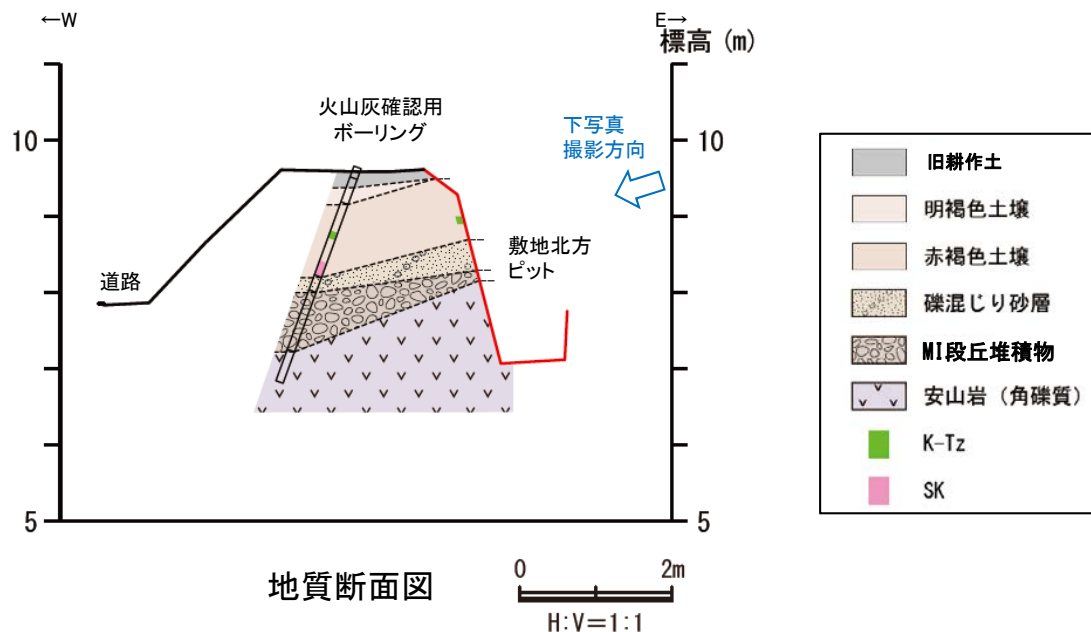 ←W
E→
標高 (m)
火山灰確認用
ボーリング
下写真
撮影方向
10
10
敷地北方
ピット
道路
5
5
地質断面図
0
2m
H:V=1:1
旧耕作土
明褐色土壌
赤褐色土壌
礫混じり砂層
MⅠ段丘堆積物
安山岩（角礫質）
K-Tz
SK